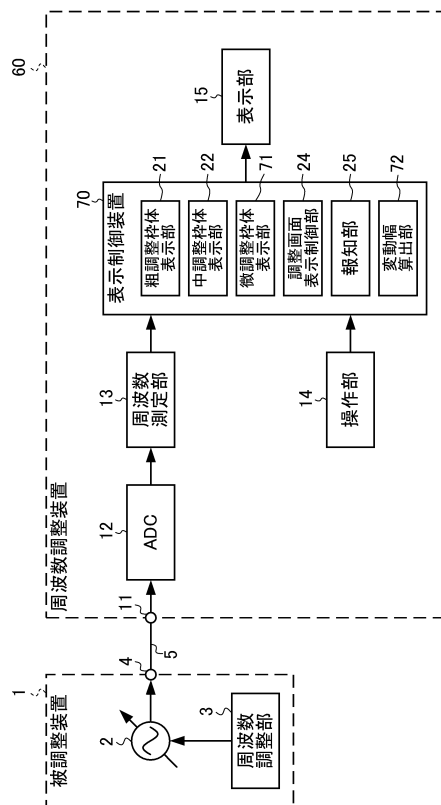 被調整装置
1
2
3
周波数
調整部
4
5
周波数調整装置
60
11
12
ADC
13
周波数
測定部
14
操作部
70
表示制御装置
21
粗調整枠体
表示部
22
中調整枠体
表示部
71
微調整枠体
表示部
24
調整画面
表示制御部
25
報知部
72
変動幅
算出部
15
表示部